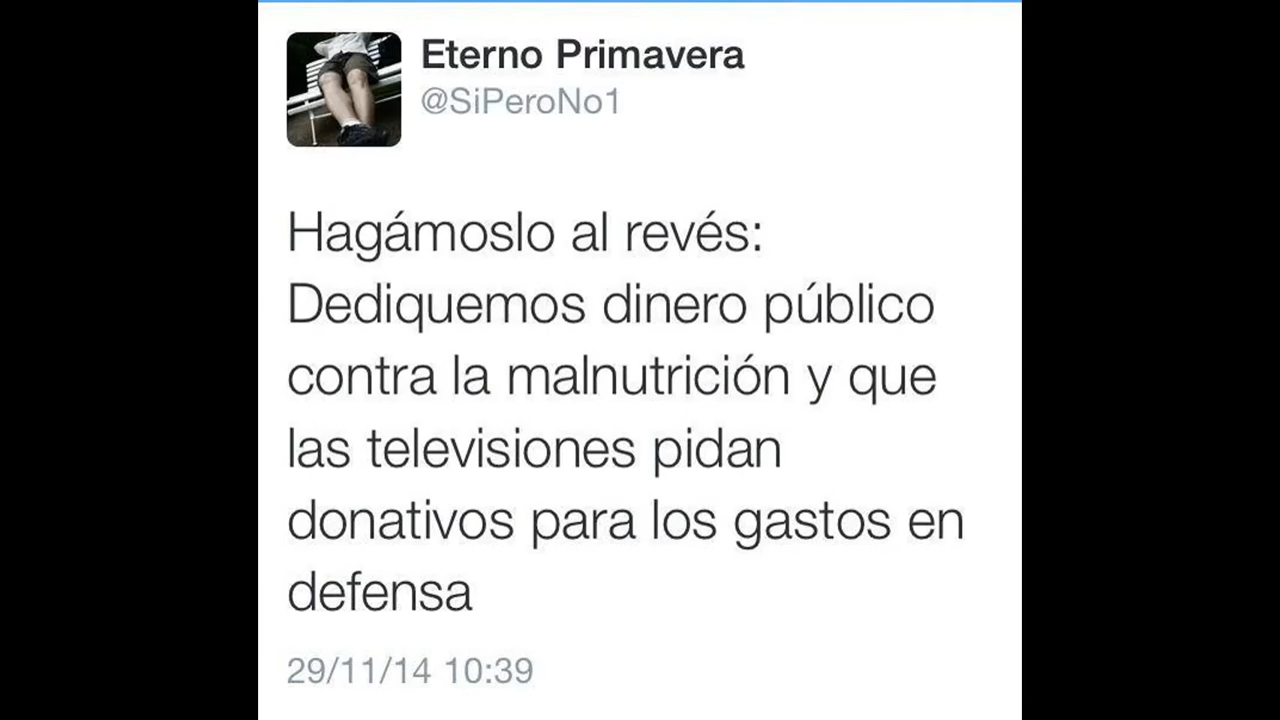 Eterno Primavera
@SiPeroNo1
Hagámoslo al revés:
Dediquemos dinero público
contra la malnutrición y que
las televisiones pidan
donativos para los gastos en
defensa
29/11/14 10:39